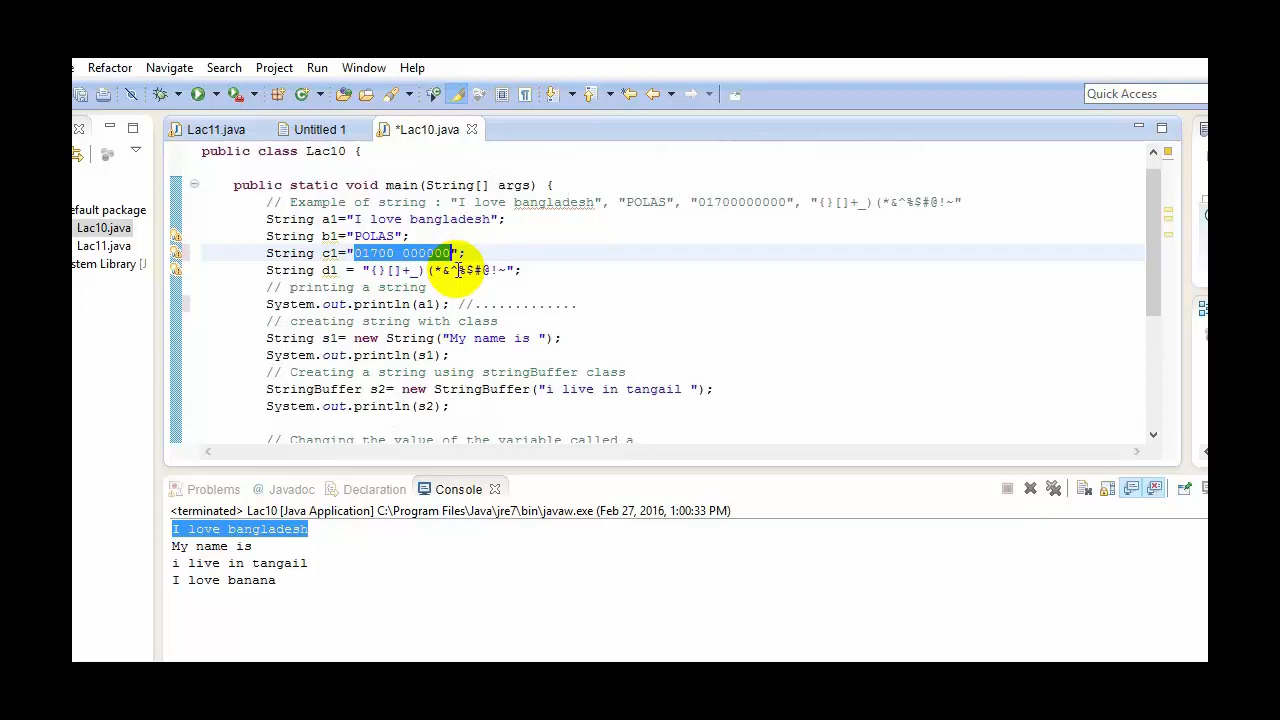 Refactor Navigate Search Project Run Window Help
Quick Access
Lac11.java Untitled 1 *Lac10.java
public class Lac10 {
efault package
public static void main(String[] args) {
// Example of string : "I love bangladesh", "POLAS", "01700000000", "{}[]+_)(*&^%$#@!~"
Lac10.java
String a1="I love bangladesh";
String b1="POLAS";
Lac11.java
String c1="01700 000000";
stem Library [J
String d1 = "{}[]+_)(*&^%$#@!~";
// printing a string
System.out.println(a1); //.............
// creating string with class
String s1= new String("My name is ");
System.out.println(s1);
// Creating a string using stringBuffer class
StringBuffer s2= new StringBuffer("i live in tangail ");
System.out.println(s2);
// Changing the value of the variable called a
Problems @ Javadoc Declaration Console
<terminated> Lac10 [Java Application] C:\Program Files\Java\jre7\bin\javaw.exe (Feb 27, 2016, 1:00:33 PM)
I love bangladesh
My name is
i live in tangail
I love banana